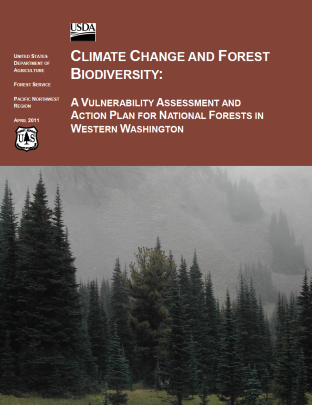 USDA
UNITED STATES
DEPARTMENT OF
AGRICULTURE
FOREST SERVICE
PACIFIC NORTHWEST
REGION
APRIL 2011
CLIMATE CHANGE AND FOREST
BIODIVERSITY:
A VULNERABILITY ASSESSMENT AND
ACTION PLAN FOR NATIONAL FORESTS IN
WESTERN WASHINGTON